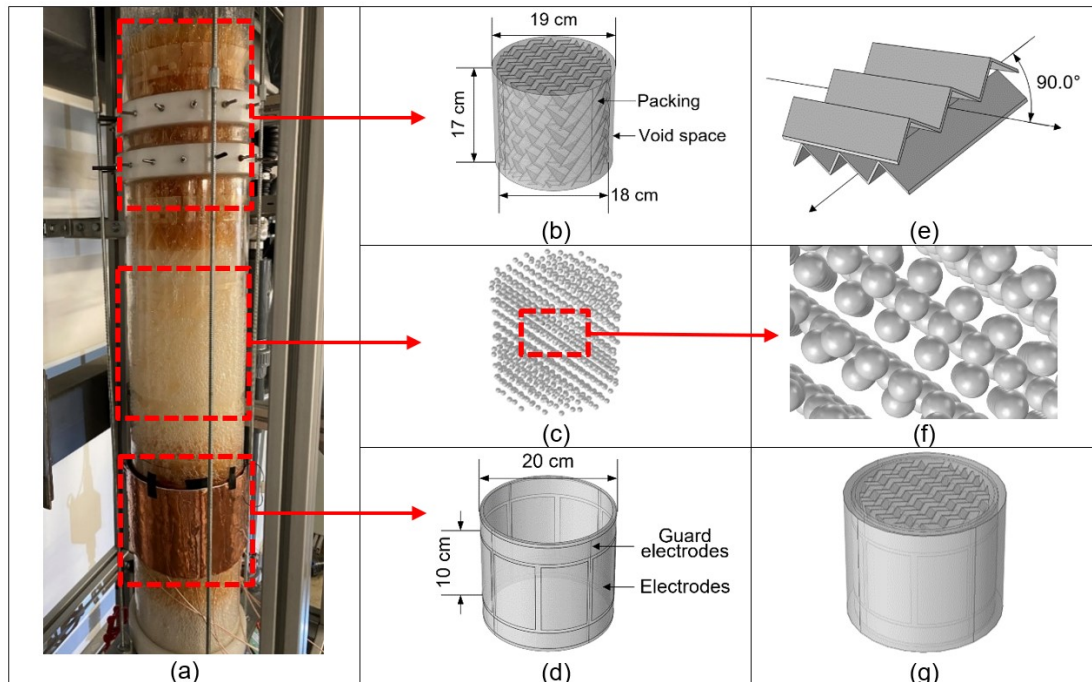 19 cm
17 cm
Packing
Void space
18 cm
(b)
90.0°
(e)
(c)
(f)
(a)
20 cm
10 cm
Guard
electrodes
Electrodes
(d)
(g)